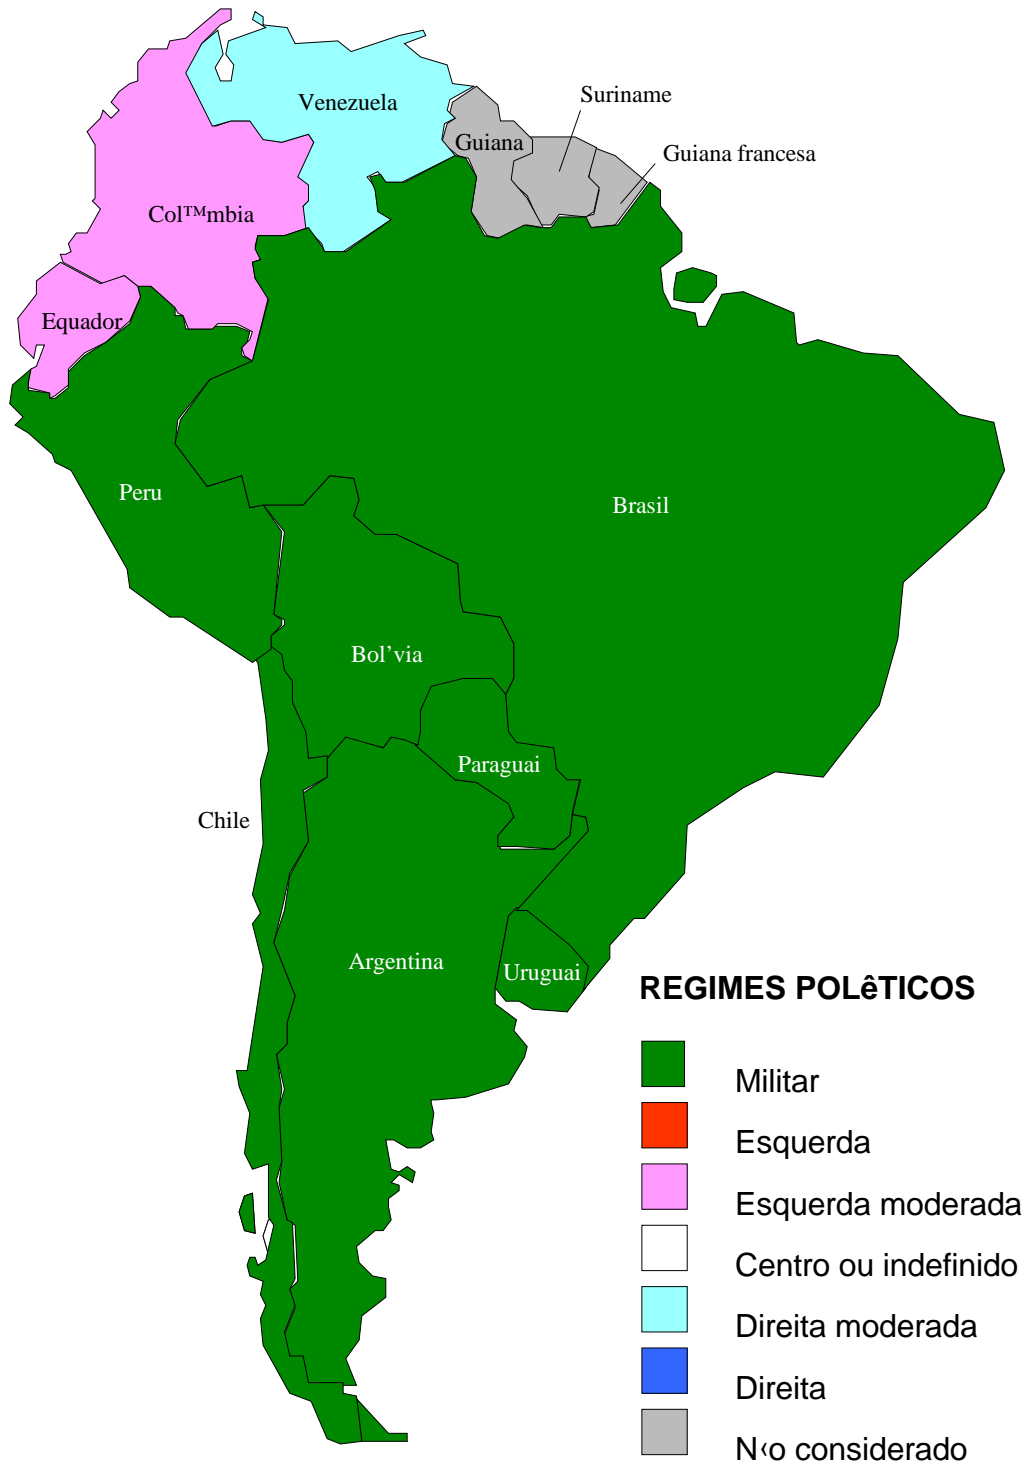 Venezuela
Suriname
Guiana
Guiana francesa
Col™mbia
Equador
Peru
Brasil
Bol’via
Paraguai
Chile
Argentina
Uruguai
REGIMES POLêTICOS
Militar
Esquerda
Esquerda moderada
Centro ou indefinido
Direita moderada
Direita
N‹o considerado